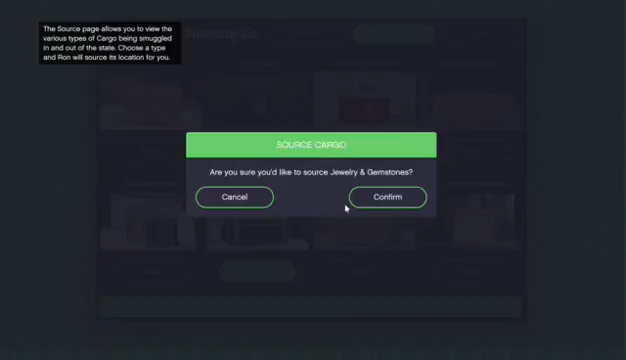 The Source page allows you to view the
various types of Cargo being smuggled
in and out of the state. Choose a type
and Ron will source its location for you.
SOURCE CARGO
Are you sure you'd like to source Jewelry & Gemstones?
Cancel
Confirm